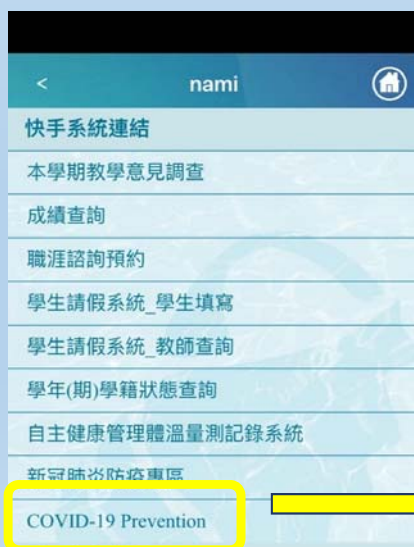 < nami
快手系統連結
本學期教學意見調查
成績查詢
職涯諮詢預約
學生請假系統_學生填寫
學生請假系統_教師查詢
學年(期)學籍狀態查詢
自主健康管理體溫量測記錄系統
新冠肺炎防疫專區
COVID-19 Prevention